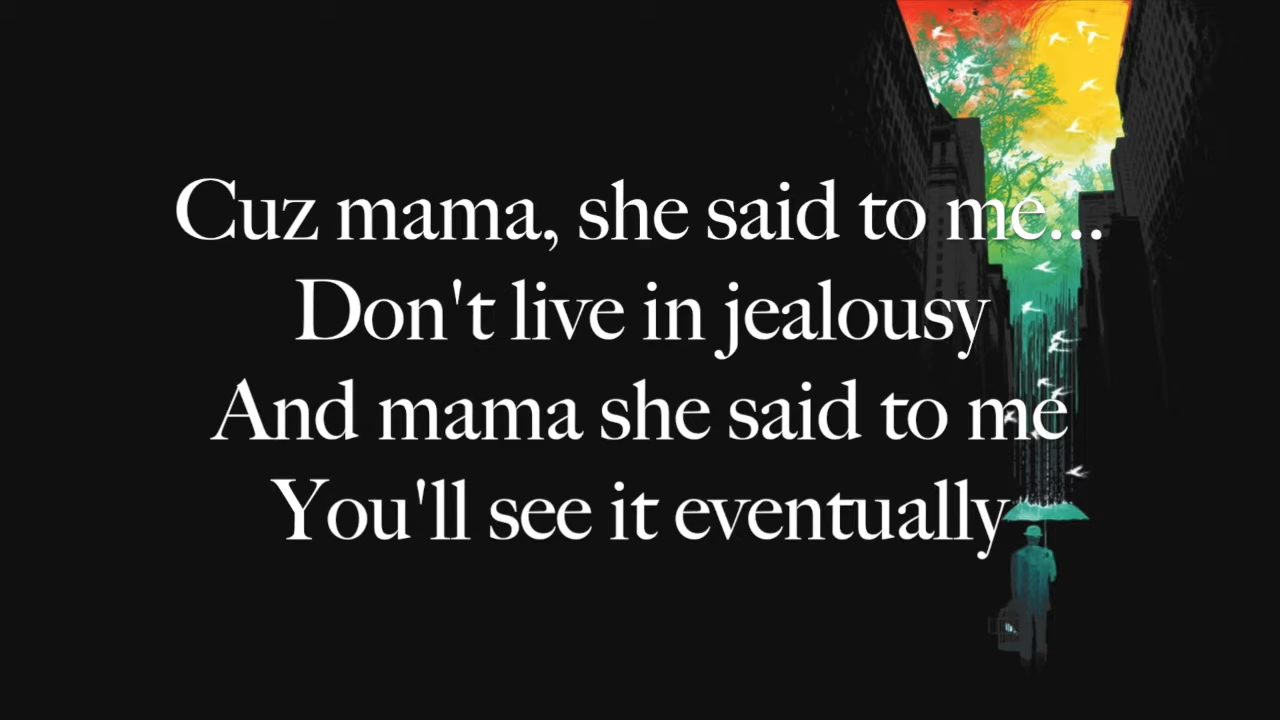 Cuz mama, she said to me...
Don't live in jealousy
And mama she said to me
You'll see it eventually